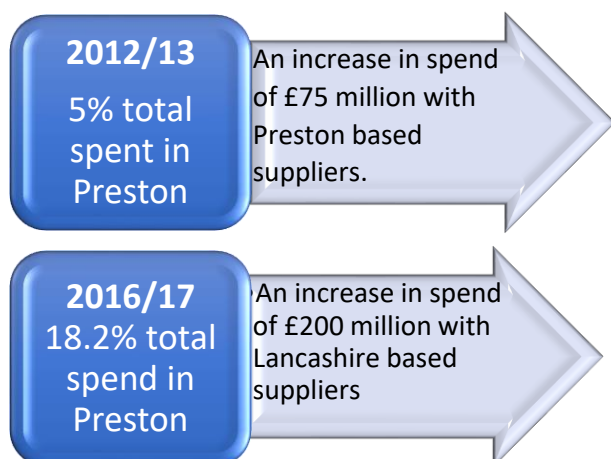 2012/13
5% total
spent in
Preston
An increase in spend
of £75 million with
Preston based
suppliers.
2016/17
18.2% total
spend in
Preston
An increase in spend
of £200 million with
Lancashire based
suppliers